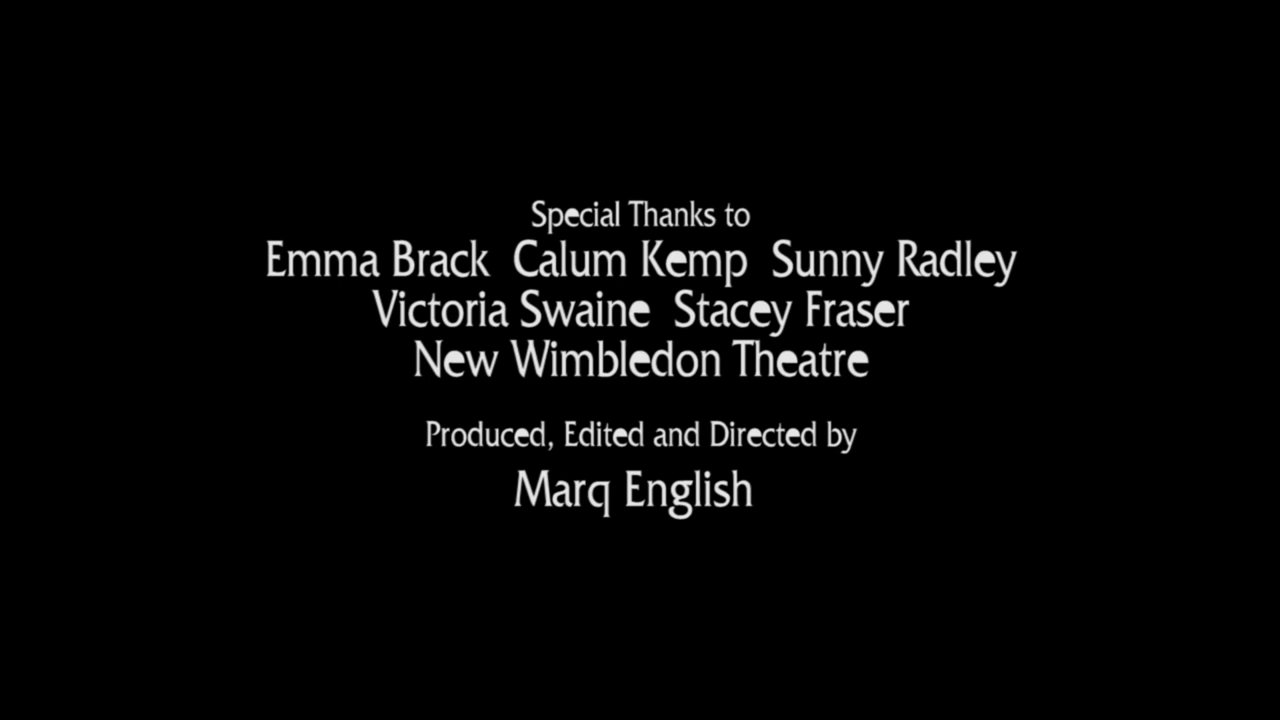 Special Thanks to
Emma Brack  Calum Kemp  Sunny Radley
Victoria Swaine  Stacey Fraser
New Wimbledon Theatre
Produced, Edited and Directed by
Marq English